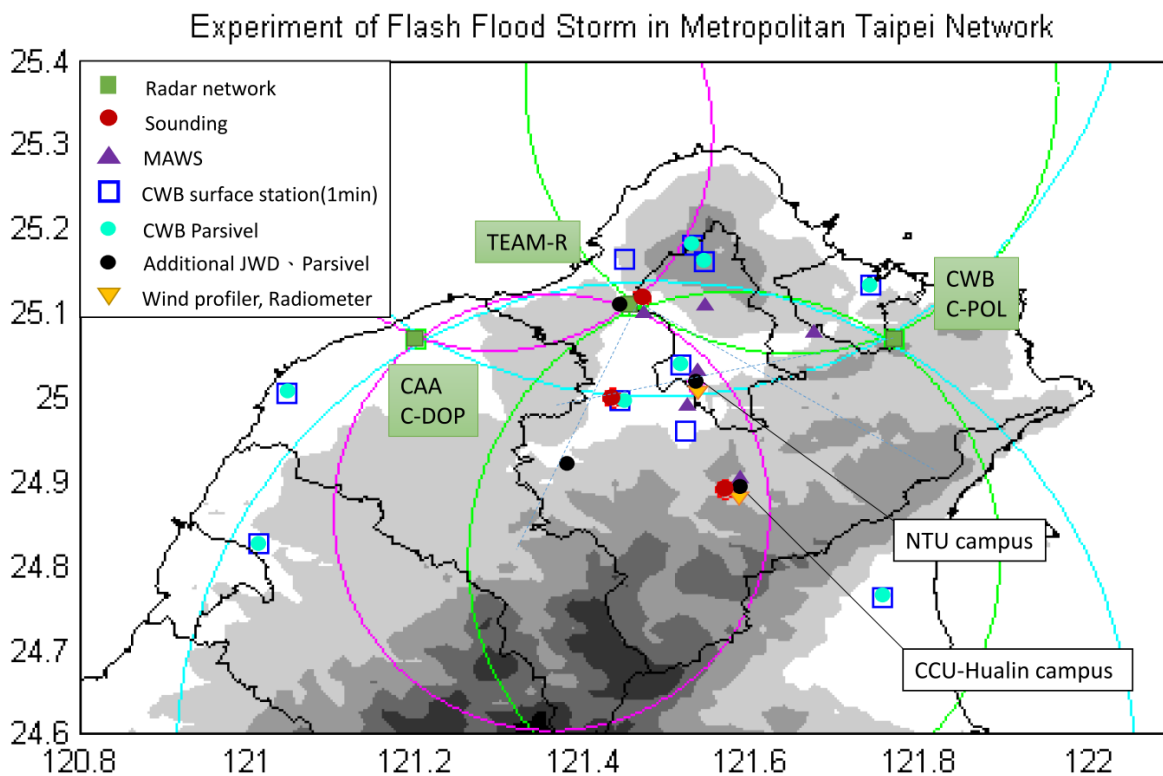 Experiment of Flash Flood Storm in Metropolitan Taipei Network
25.4
25.3
25.2
25.1
25
24.9
24.8
24.7
24.6
Radar network
Sounding
MAWS
CWB surface station(1min)
CWB Parsivel
Additional JWD、Parsivel
Wind profiler, Radiometer
TEAM-R
CWB
C-POL
CAA
C-DOP
NTU campus
CCU-Hualin campus
120.8
121
121.2
121.4
121.6
121.8
122